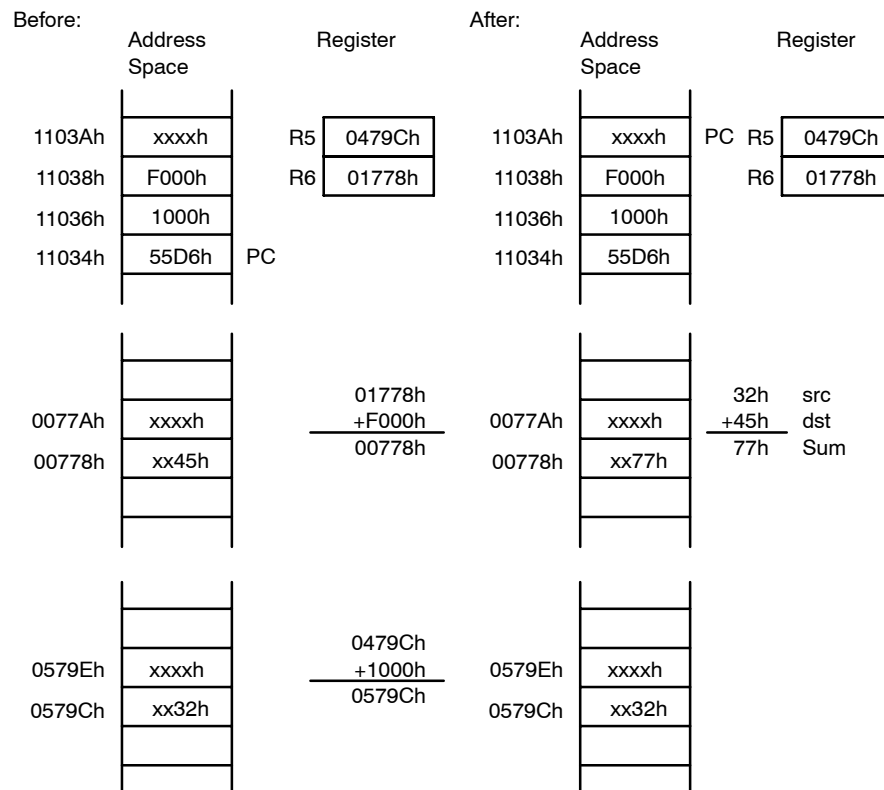 Before: After:
Address Register Address Register
Space Space
1103Ah xxxxh R5 0479Ch 1103Ah xxxxh PC R5 0479Ch
11038h F000h R6 01778h 11038h F000h R6 01778h
11036h 1000h 11036h 1000h
11034h 55D6h PC 11034h 55D6h
01778h 32h src
0077Ah xxxxh +F000h 0077Ah xxxxh +45h dst
00778h 77h Sum
00778h xx45h 00778h xx77h
0479Ch
0579Eh xxxxh +1000h 0579Eh xxxxh
0579Ch
0579Ch xx32h 0579Ch xx32h